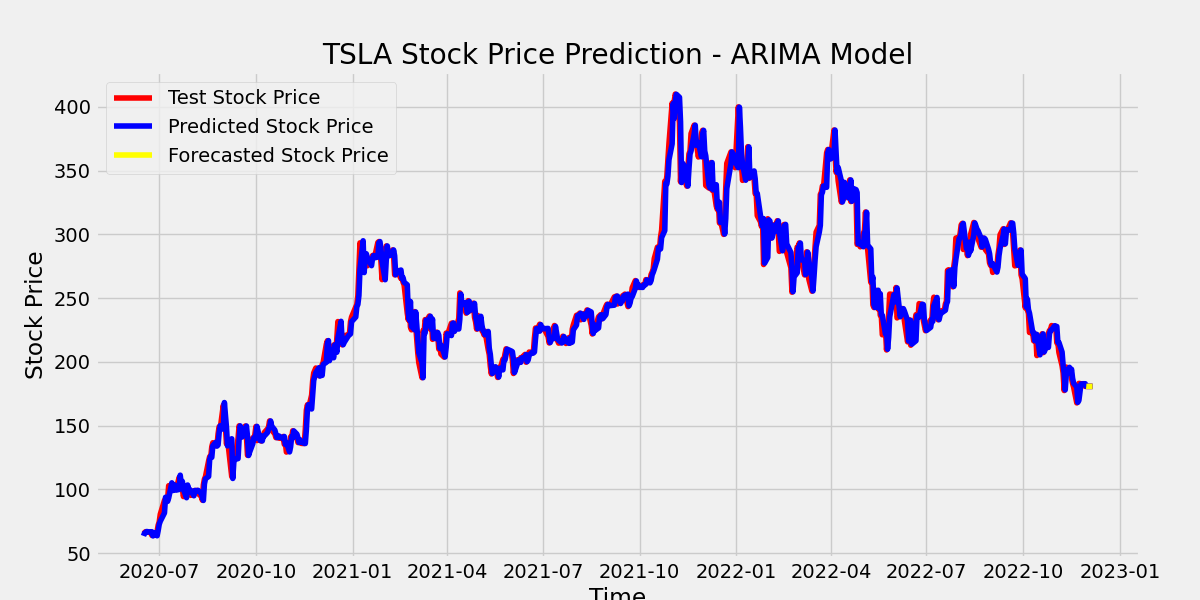 TSLA Stock Price Prediction - ARIMA Model
Test Stock Price
Predicted Stock Price
Forecasted Stock Price
Stock Price
400
350
300
250
200
150
100
50
2020-07 2020-10 2021-01 2021-04 2021-07 2021-10 2022-01 2022-04 2022-07 2022-10 2023-01
Time